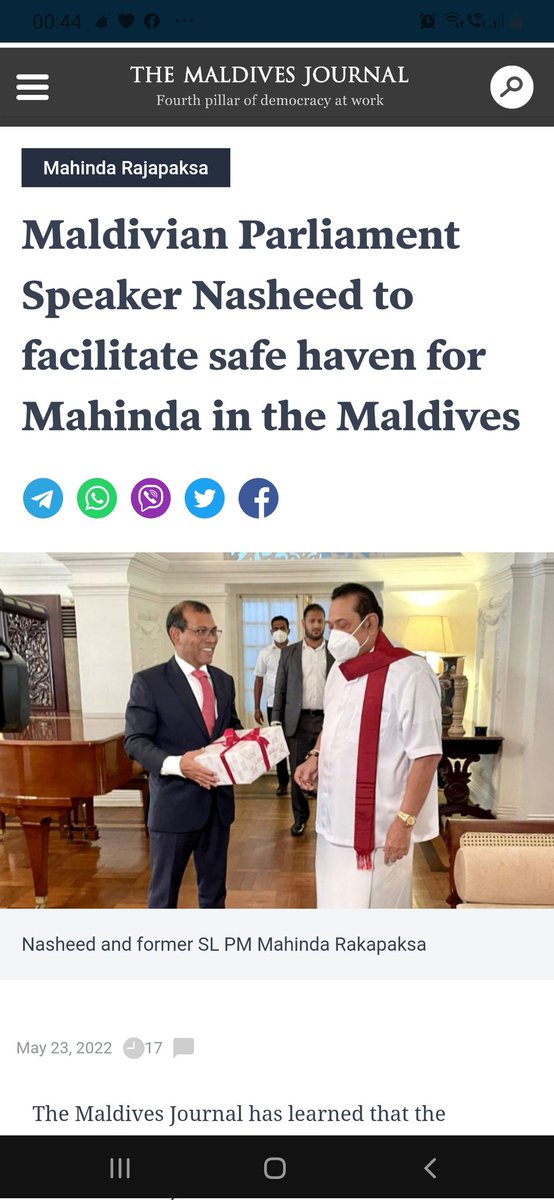 00:44
THE MALDIVES JOURNAL
Fourth pillar of democracy at work
Mahinda Rajapaksa
Maldivian Parliament
Speaker Nasheed to
facilitate safe haven for
Mahinda in the Maldives
Nasheed and former SL PM Mahinda Rakapaksa
May 23, 2022 17
The Maldives Journal has learned that the